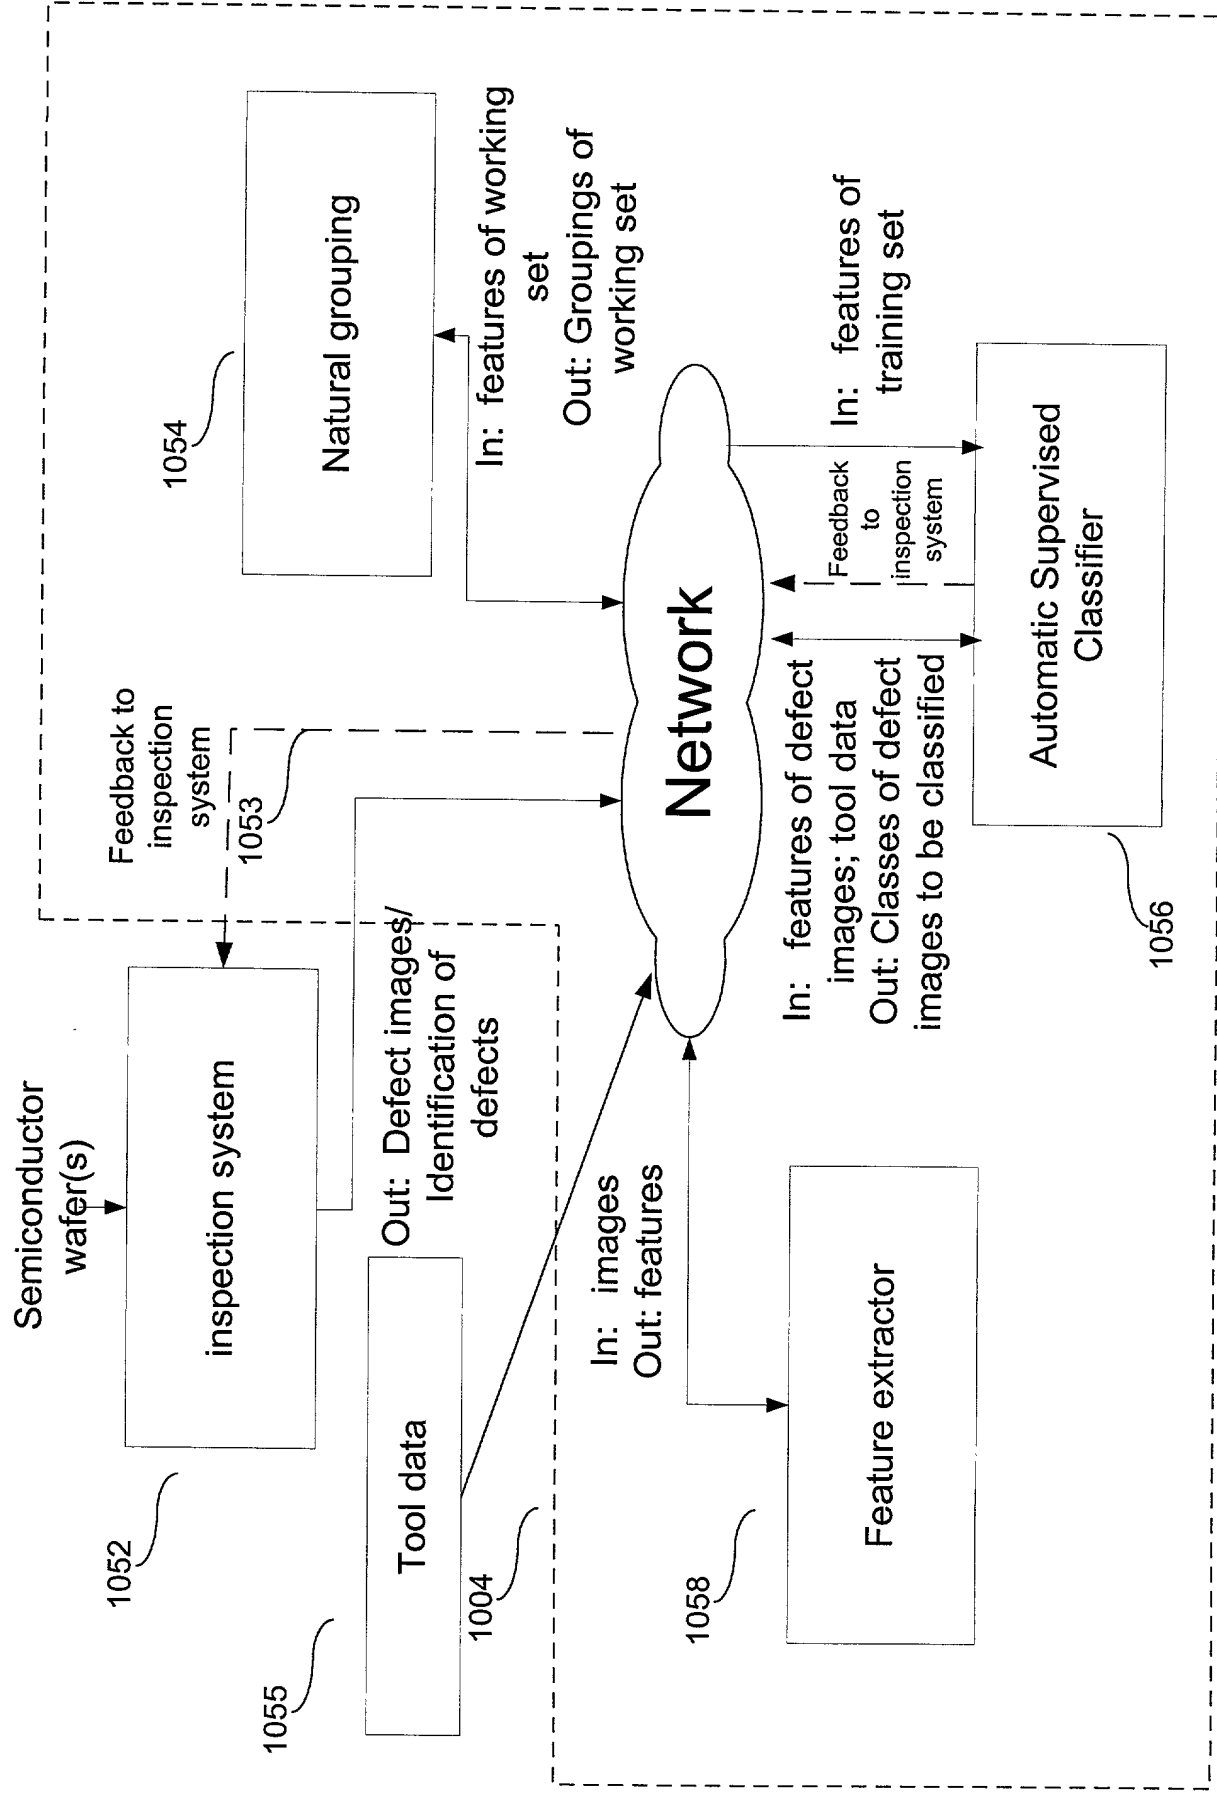 Semiconductor
wafer(s)
inspection system
1052
Feedback to
inspection
system
1053
1054
Natural grouping
In: features of working
set
Out: Groupings of
working set
Out: Defect images/
Identification of
defects
Tool data
1055
1004
Network
In: images
Out: features
Feature extractor
1058
In: features of defect
images; tool data
Out: Classes of defect
images to be classified
Feedback
to
inspection
system
In: features of
training set
Automatic Supervised
Classifier
1056